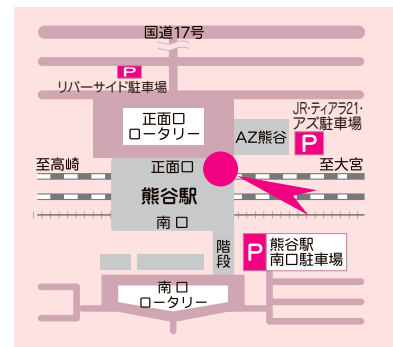 国道17号
P
リバーサイド駐車場
正面口
ロータリー
JR・ティアラ21・
アズ駐車場
P
AZ熊谷
至高崎
正面口
至大宮
熊谷駅
南口
階
段
P
熊谷駅
南口駐車場
南口
ロータリー